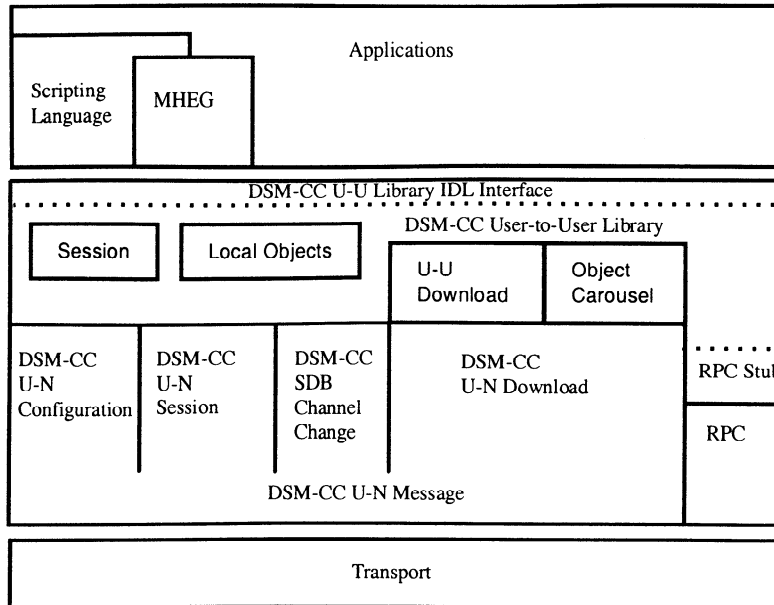 Applications
Scripting
Language
MHEG
DSM-CC U-U Library IDL Interface
DSM-CC User-to-User Library
Session
Local Objects
U-U
Download
Object
Carousel
DSM-CC
U-N
Configuration
DSM-CC
U-N
Session
DSM-CC
SDB
Channel
Change
DSM-CC
U-N Download
RPC Stub
RPC
DSM-CC U-N Message
Transport